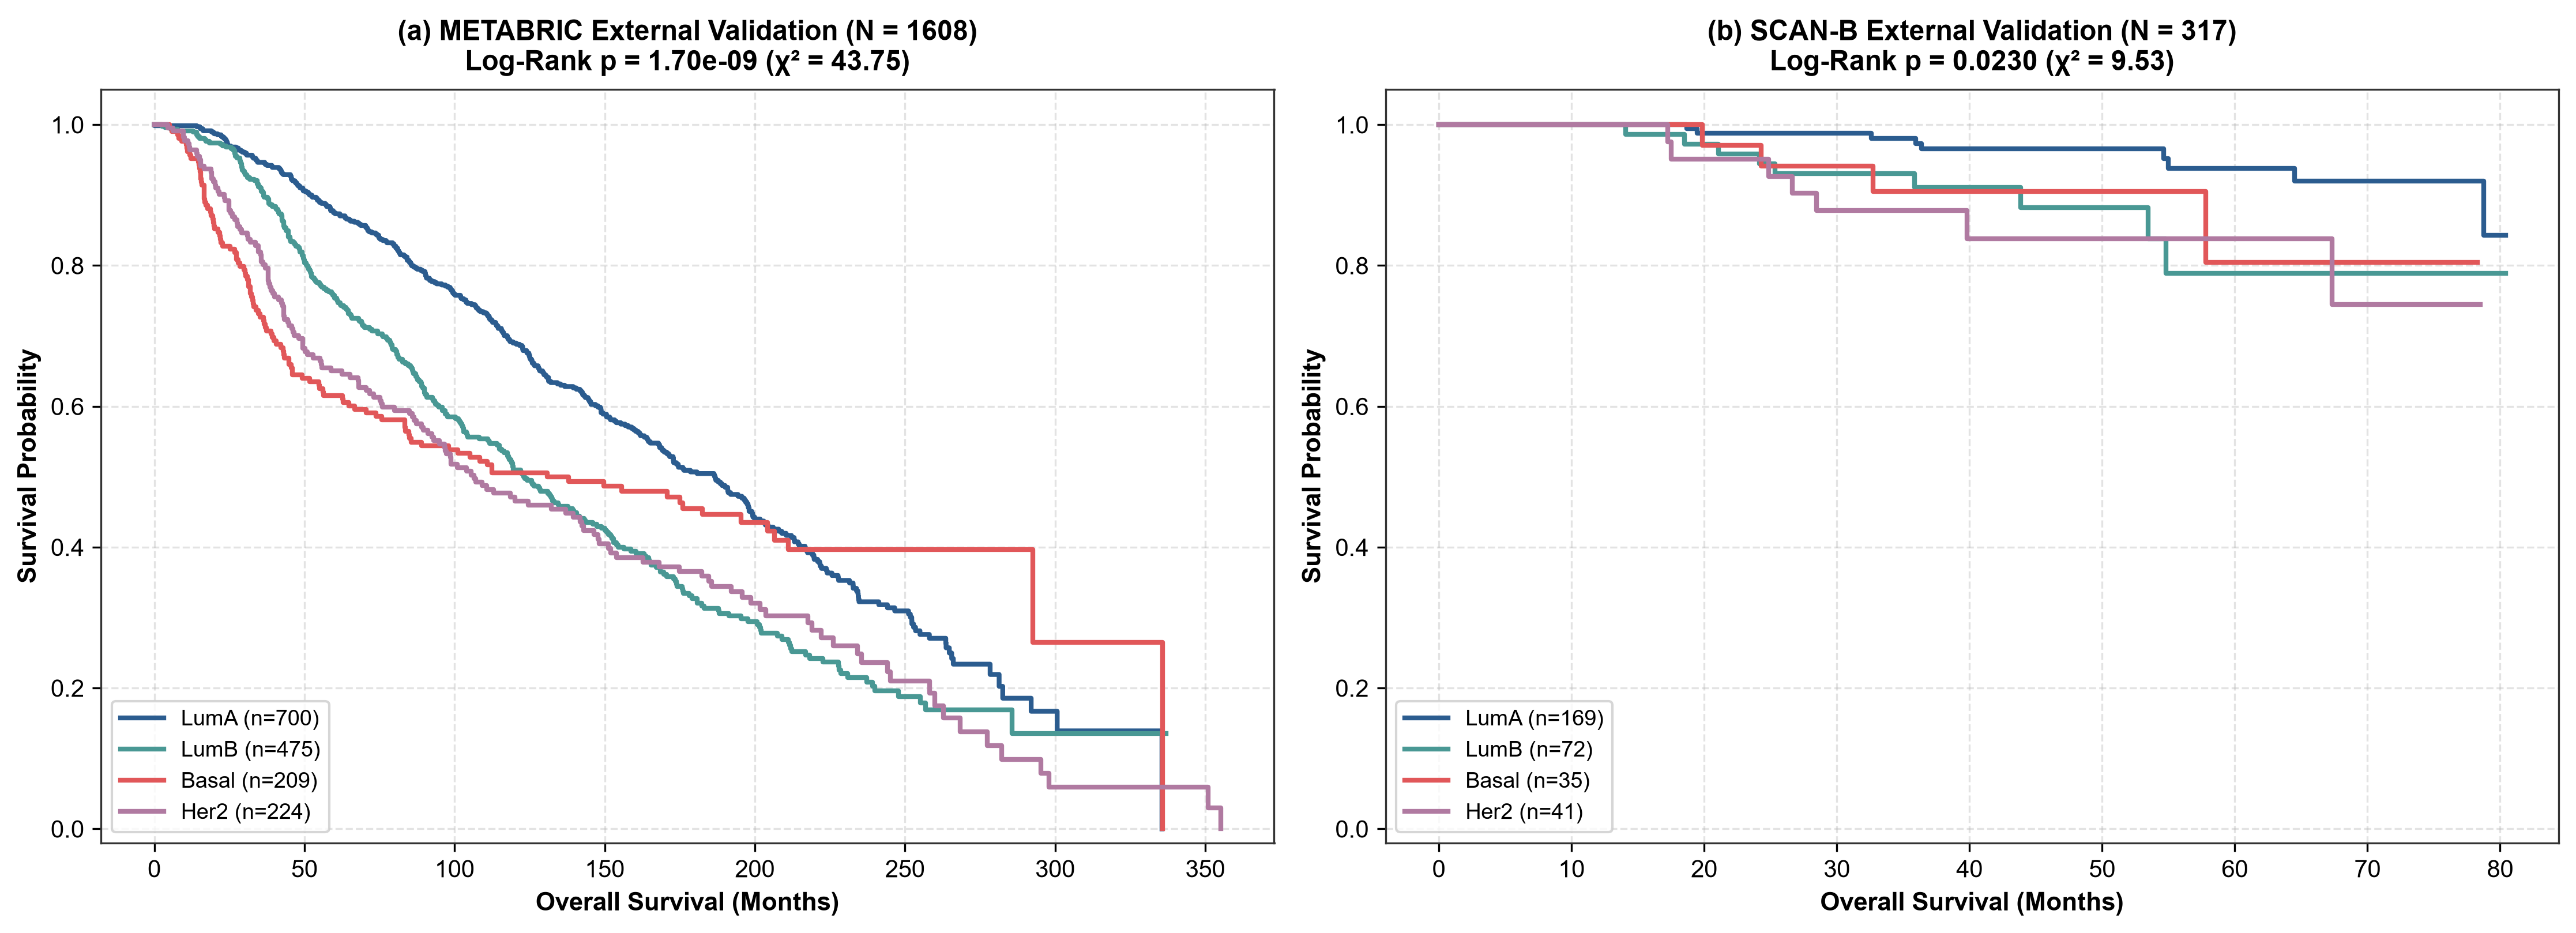 (a) METABRIC External Validation (N = 1608)
Log-Rank p = 1.70e-09 (χ² = 43.75)
Survival Probability
1.0
0.8
0.6
0.4
0.2
0.0
LumA (n=700)
LumB (n=475)
Basal (n=209)
Her2 (n=224)
0 50 100 150 200 250 300 350
Overall Survival (Months)
(b) SCAN-B External Validation (N = 317)
Log-Rank p = 0.0230 (χ² = 9.53)
Survival Probability
1.0
0.8
0.6
0.4
0.2
0.0
LumA (n=169)
LumB (n=72)
Basal (n=35)
Her2 (n=41)
0 10 20 30 40 50 60 70 80
Overall Survival (Months)